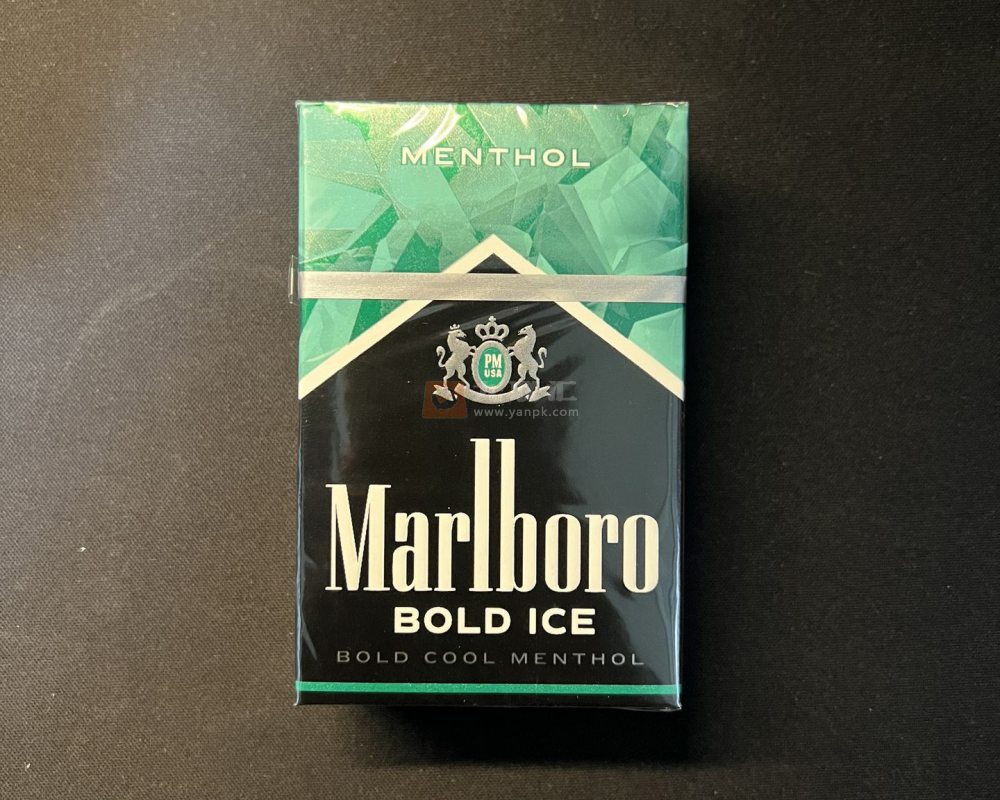 MENTHOL
PM
USA
www.yanpk.com
Marlboro
BOLD ICE
BOLD COOL MENTHOL